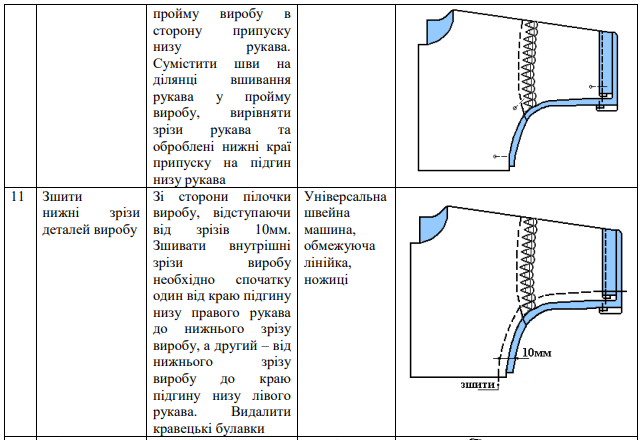 пройму виробу в
сторону припуску
низу рукава.
Сумістити шви на
ділянці вшивання
рукава у пройму
виробу, вирівняти
зрізи рукава та
оброблені нижні краї
припуску на підгин
низу рукава
11
Зшити
нижні зрізи
деталей виробу
Зі сторони пілочки
виробу, відступаючи
від зрізів 10мм.
Зшивати внутрішні
зрізи виробу
необхідно спочатку
один від краю підгину
низу правого рукава
до нижнього зрізу
виробу, а другий – від
нижнього зрізу
виробу до краю
підгину низу лівого
рукава. Видалити
кравецькі булавки
Універсальна
швейна
машина,
обмежуюча
лінійка,
ножиці
10мм
зшити